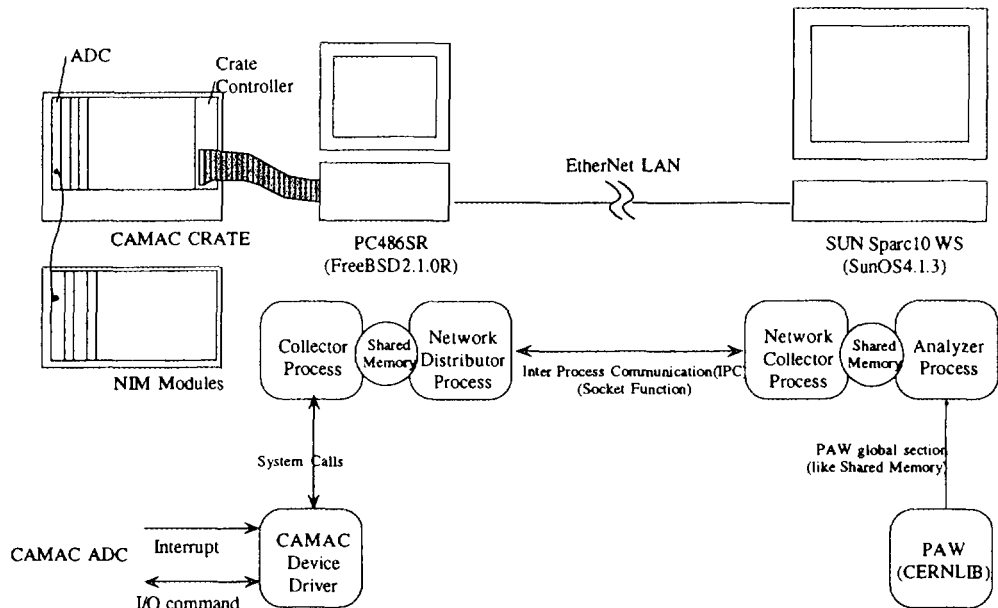 ADC
Crate
Controller
CAMAC CRATE
NIM Modules
PC486SR
(FreeBSD2.1.0R)
EtherNet LAN
SUN Sparc10 WS
(SunOS4.1.3)
Collector
Process
Shared
Memory
Network
Distributor
Process
Inter Process Communication(IPC)
(Socket Function)
Network
Collector
Process
Shared
Memory
Analyzer
Process
System Calls
PAW global section
(like Shared Memory)
CAMAC ADC
Interrupt
I/O command
CAMAC
Device
Driver
PAW
(CERNLIB)